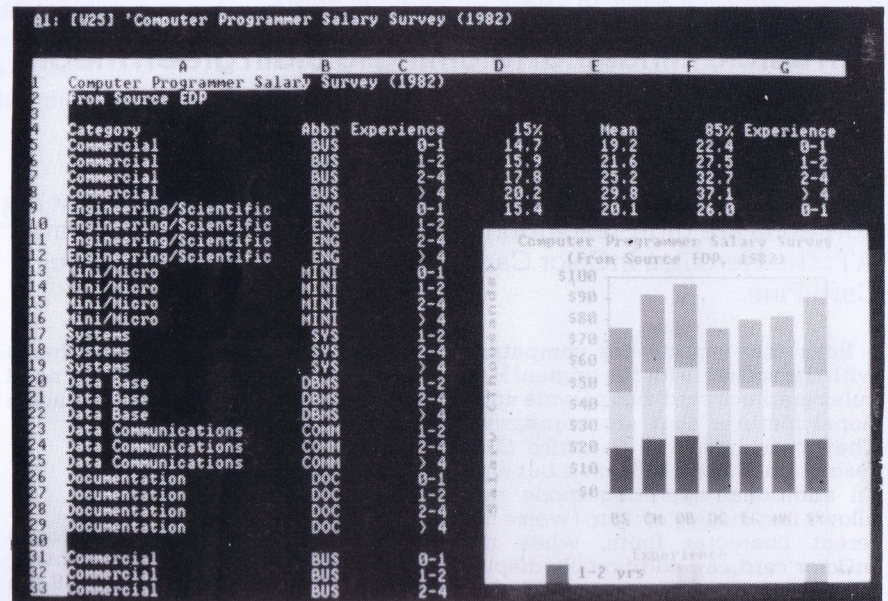 A1: [W25] 'Computer Programmer Salary Survey (1982)
A B C D E F G
1 Computer Programmer Salary Survey (1982)
2 From Source EDP
3
4 Category Abbr Experience 15% Mean 85% Experience
5 Commercial BUS 0-1 14.7 19.2 22.4 0-1
6 Commercial BUS 1-2 15.9 21.6 27.5 1-2
7 Commercial BUS 2-4 17.8 25.2 32.7 2-4
8 Commercial BUS > 4 20.2 29.8 37.1 > 4
9 Engineering/Scientific ENG 0-1 15.4 20.1 26.0 0-1
10 Engineering/Scientific ENG 1-2
11 Engineering/Scientific ENG 2-4
12 Engineering/Scientific ENG > 4
13 Mini/Micro MINI 0-1
14 Mini/Micro MINI 1-2
15 Mini/Micro MINI 2-4
16 Mini/Micro MINI > 4
17 Systems SYS 1-2
18 Systems SYS 2-4
19 Systems SYS > 4
20 Data Base DBMS 1-2
21 Data Base DBMS 2-4
22 Data Base DBMS > 4
23 Data Communications COMM 1-2
24 Data Communications COMM 2-4
25 Data Communications COMM > 4
26 Documentation DOC 0-1
27 Documentation DOC 1-2
28 Documentation DOC 2-4
29 Documentation DOC > 4
30
31 Commercial BUS 0-1
32 Commercial BUS 1-2
33 Commercial BUS 2-4
Computer Programmer Salary Survey
(From Source EDP, 1982)
Salary (Thousands
$100
$90
$80
$70
$60
$50
$40
$30
$20
$10
$0
BS CM DB DC EG MN SYS
Experience
1-2 yrs